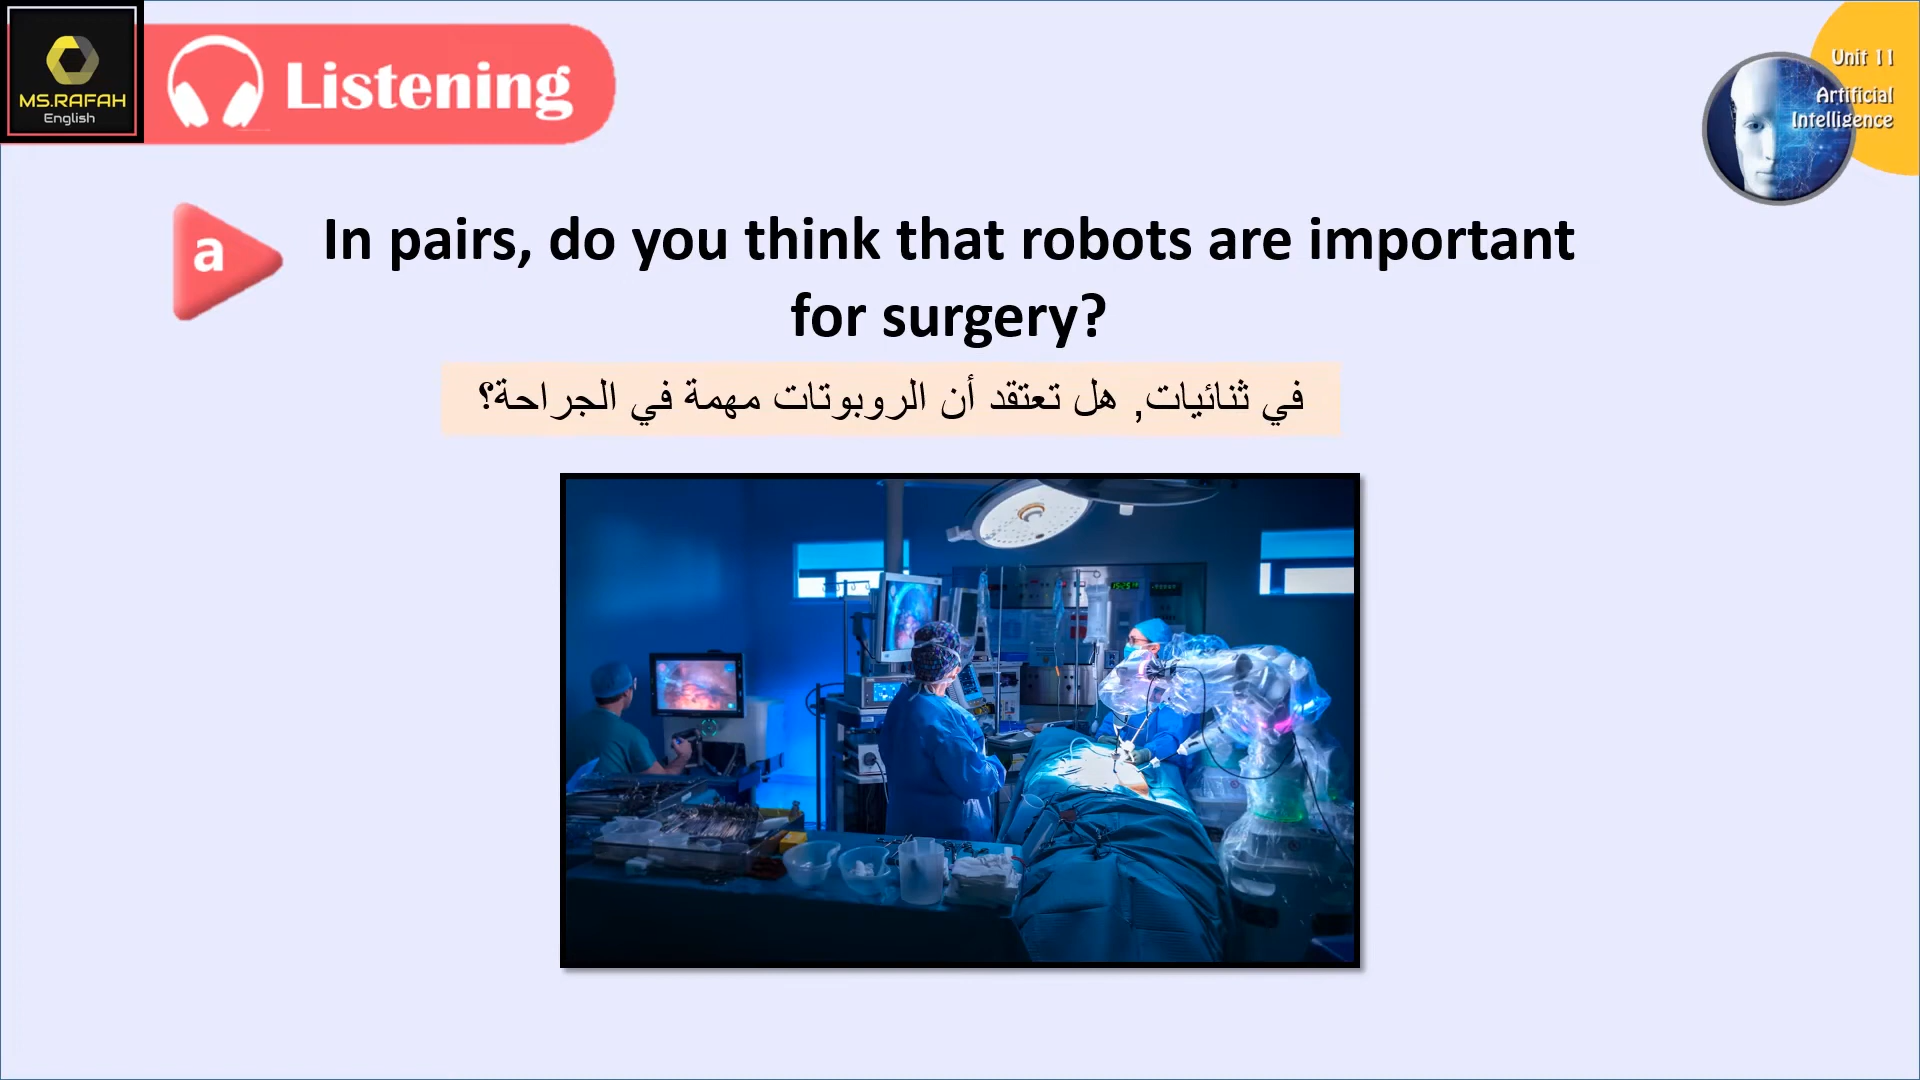 MS.RAFAH
English
Listening
Unit 11
Artificial
Intelligence
a
In pairs, do you think that robots are important
for surgery?
في ثنائيات, هل تعتقد أن الروبوتات مهمة في الجراحة؟